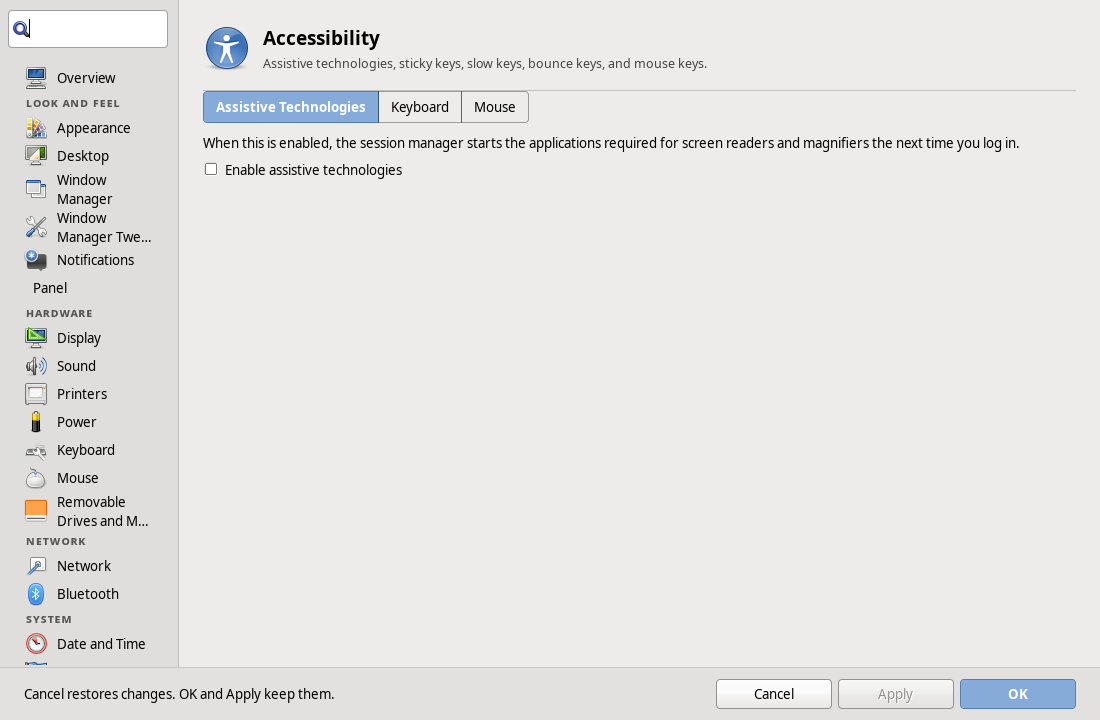 Accessibility
Assistive technologies, sticky keys, slow keys, bounce keys, and mouse keys.
Overview
LOOK AND FEEL
Appearance
Desktop
Window
Manager
Window
Manager Twe...
Notifications
Panel
HARDWARE
Display
Sound
Printers
Power
Keyboard
Mouse
Removable
Drives and M...
NETWORK
Network
Bluetooth
SYSTEM
Date and Time
Assistive Technologies
Keyboard
Mouse
When this is enabled, the session manager starts the applications required for screen readers and magnifiers the next time you log in.
Enable assistive technologies
Cancel restores changes. OK and Apply keep them.
Cancel
Apply
OK